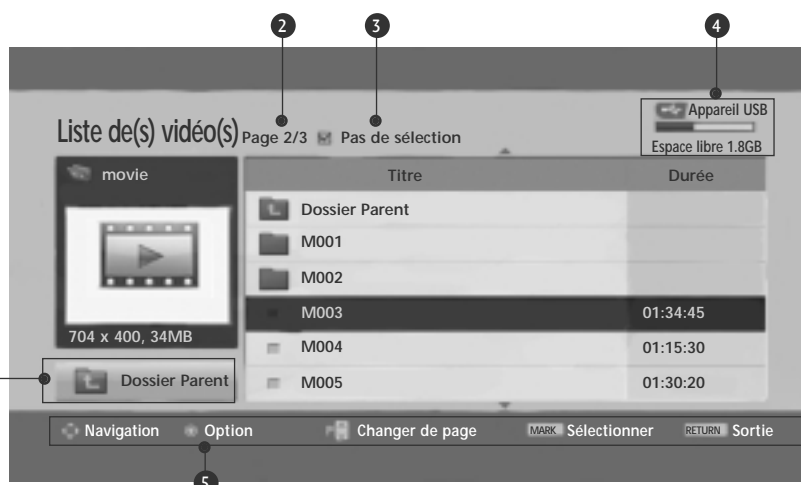 2 3 4
Appareil USB
Liste de(s) vidéo(s) Page 2/3 Pas de sélection
Espace libre 1.8GB
movie
Titre Durée
Dossier Parent
M001
M002
M003 01:34:45
704 x 400, 34MB
M004 01:15:30
Dossier Parent
M005 01:30:20
Navigation Option Changer de page MARK Sélectionner RETURN Sortie
5